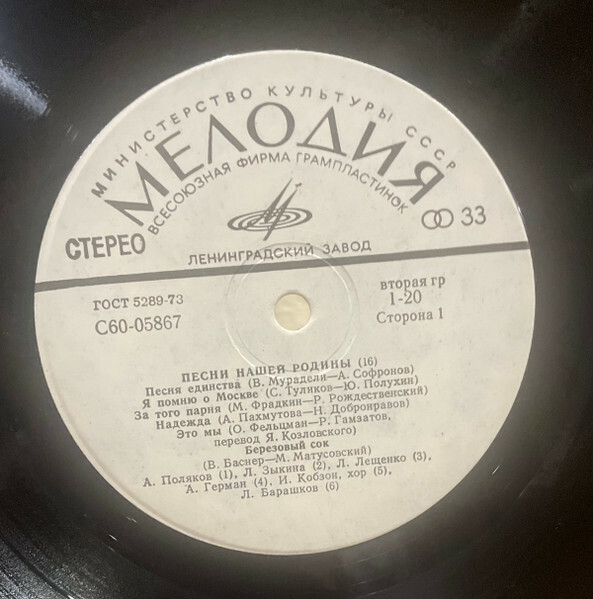 МИНИСТЕРСТВО КУЛЬТУРЫ СССР
МЕЛОДИЯ
ВСЕСОЮЗНАЯ ФИРМА ГРАМПЛАСТИНОК
СТЕРЕО
33
ЛЕНИНГРАДСКИЙ ЗАВОД
ГОСТ 5289-73
С60-05867
вторая гр
1-20
Сторона 1
ПЕСНИ НАШЕЙ РОДИНЫ (16)
Песня единства (В. Мурадели—А. Софронов)
Я помню о Москве (С. Туликов—Ю. Полухин)
За того парня (М. Фрадкин—Р. Рождественский)
Надежда (А. Пахмутова—Н. Добронравов)
Это мы (О. Фельцман—Р. Гамзатов,
перевод Я. Козловского)
Березовый сок
(В. Баснер—М. Матусовский)
А. Поляков (1), Л. Зыкина (2), Л. Лещенко (3),
А. Герман (4), И. Кобзон, хор (5),
Л. Барашков (6)